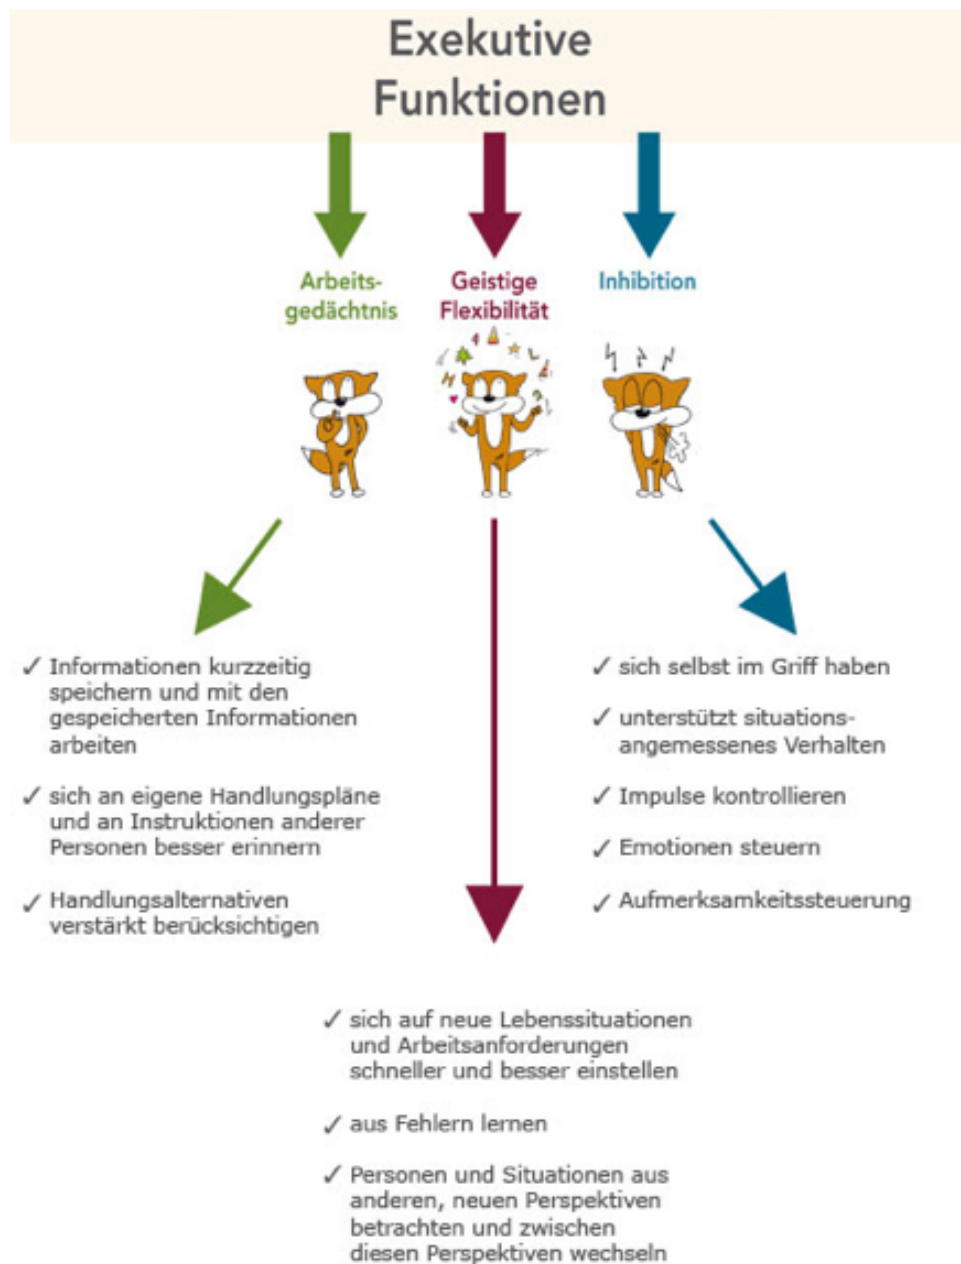 Exekutive
Funktionen
Arbeits-
gedächtnis
Geistige
Flexibilität
Inhibition
✓ Informationen kurzzeitig
speichern und mit den
gespeicherten Informationen
arbeiten
✓ sich an eigene Handlungspläne
und an Instruktionen anderer
Personen besser erinnern
✓ Handlungsalternativen
verstärkt berücksichtigen
✓ sich selbst im Griff haben
✓ unterstützt situations-
angemessenes Verhalten
✓ Impulse kontrollieren
✓ Emotionen steuern
✓ Aufmerksamkeitssteuerung
✓ sich auf neue Lebenssituationen
und Arbeitsanforderungen
schneller und besser einstellen
✓ aus Fehlern lernen
✓ Personen und Situationen aus
anderen, neuen Perspektiven
betrachten und zwischen
diesen Perspektiven wechseln